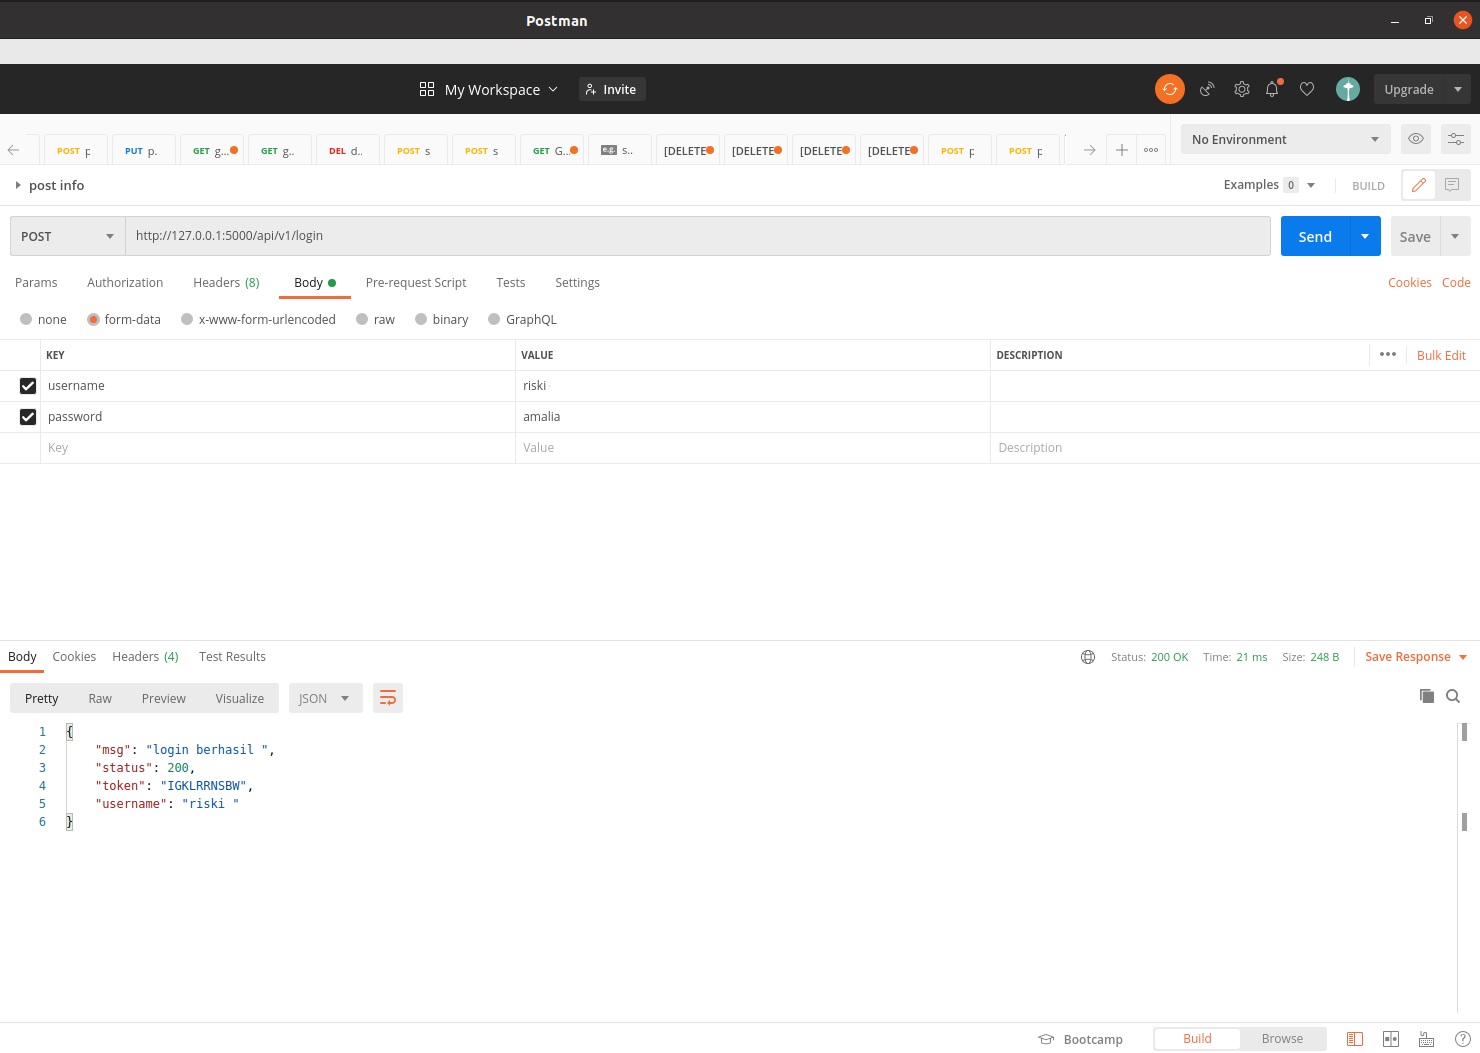 Postman
My Workspace Invite Upgrade
POST p PUT p. GET g... GET g.. DEL d.. POST s POST s GET G... e.g. s.. [DELETE [DELETE [DELETE [DELETE POST p POST p No Environment
post info Examples 0 BUILD
POST http://127.0.0.1:5000/api/v1/login Send Save
Params Authorization Headers (8) Body Pre-request Script Tests Settings Cookies Code
none form-data x-www-form-urlencoded raw binary GraphQL
KEY VALUE DESCRIPTION ••• Bulk Edit
username riski
password amalia
Key Value Description
Body Cookies Headers (4) Test Results Status: 200 OK Time: 21 ms Size: 248 B Save Response
Pretty Raw Preview Visualize JSON
1 {
2 "msg": "login berhasil ",
3 "status": 200,
4 "token": "IGKLRRNSBW",
5 "username": "riski "
6 }
Bootcamp Build Browse